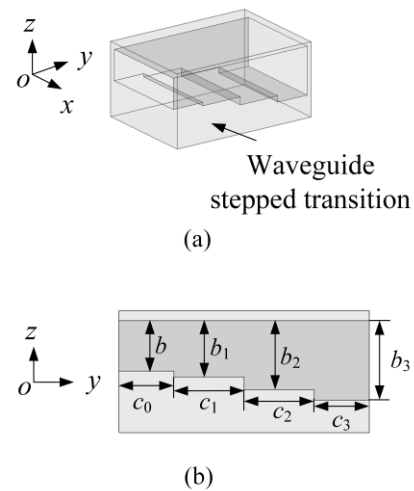 z
y
o
x
Waveguide
stepped transition
(a)
z
o
y
b
b₁
b₂
b₃
c₀
c₁
c₂
c₃
(b)